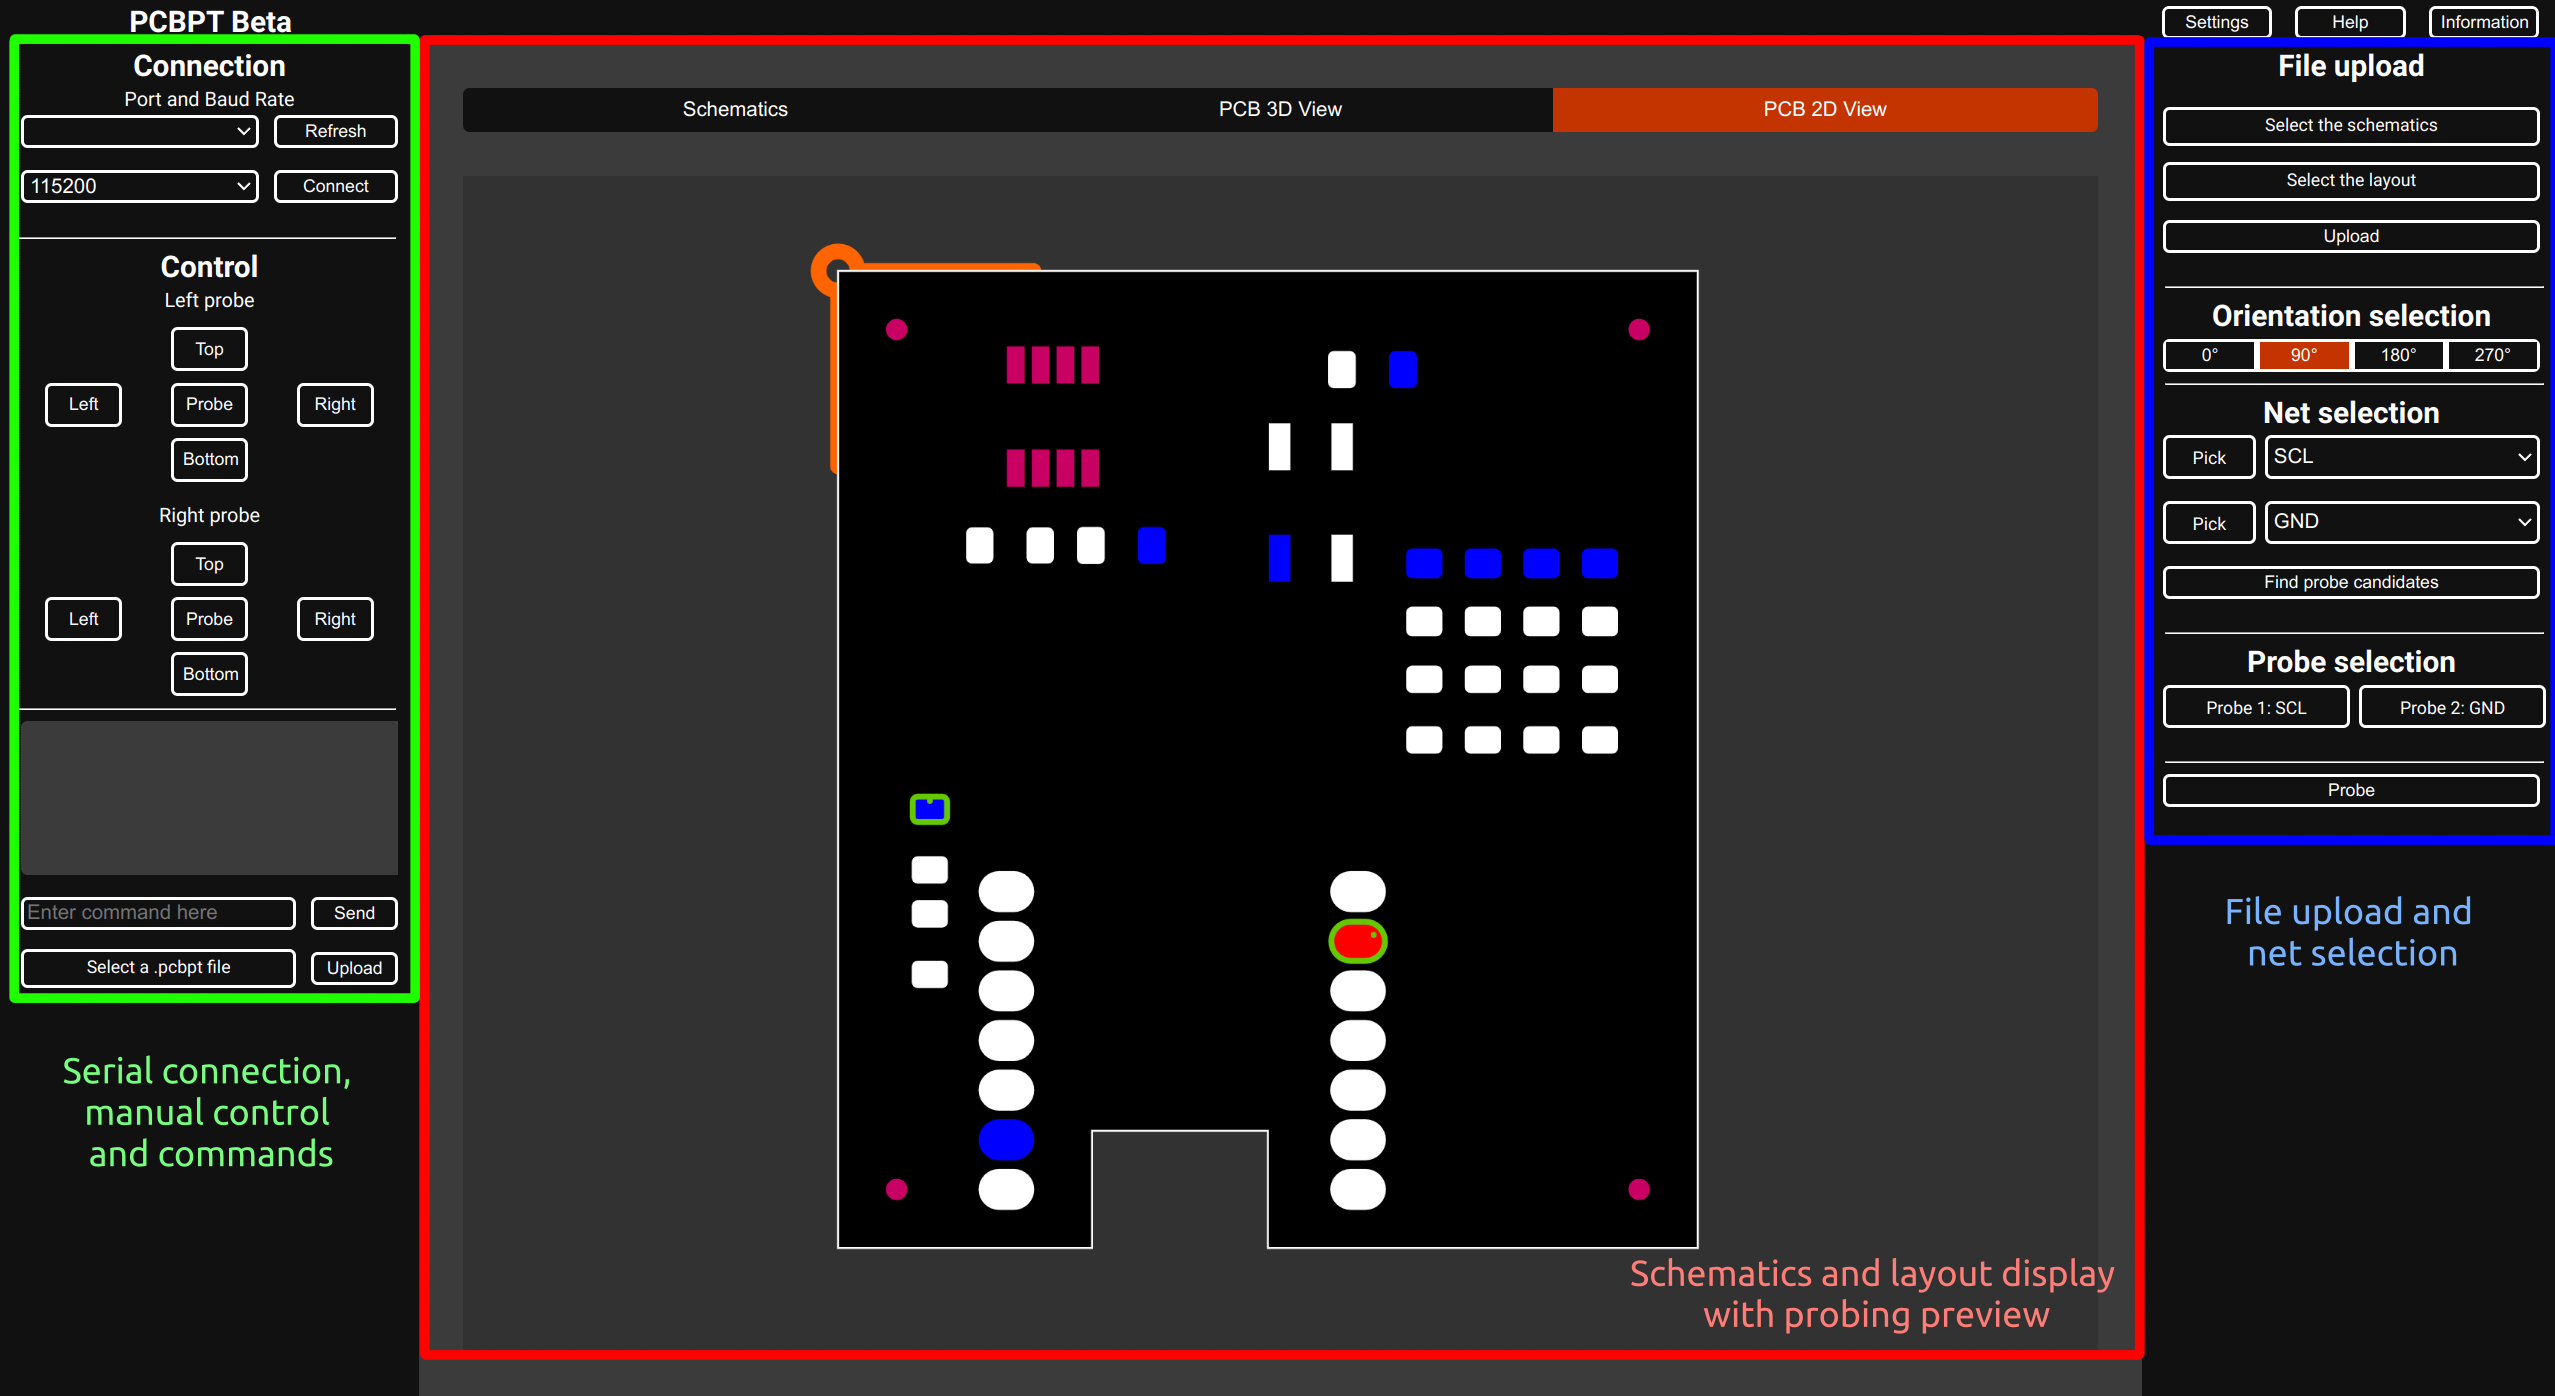 PCBPT Beta
Settings
Help
Information
Connection
Port and Baud Rate
Refresh
115200
Connect
Control
Left probe
Top
Left
Probe
Right
Bottom
Right probe
Top
Left
Probe
Right
Bottom
Enter command here
Send
Select a .pcbpt file
Upload
Serial connection,
manual control
and commands
Schematics
PCB 3D View
PCB 2D View
Schematics and layout display
with probing preview
File upload
Select the schematics
Select the layout
Upload
Orientation selection
0°
90°
180°
270°
Net selection
Pick
SCL
Pick
GND
Find probe candidates
Probe selection
Probe 1: SCL
Probe 2: GND
Probe
File upload and
net selection